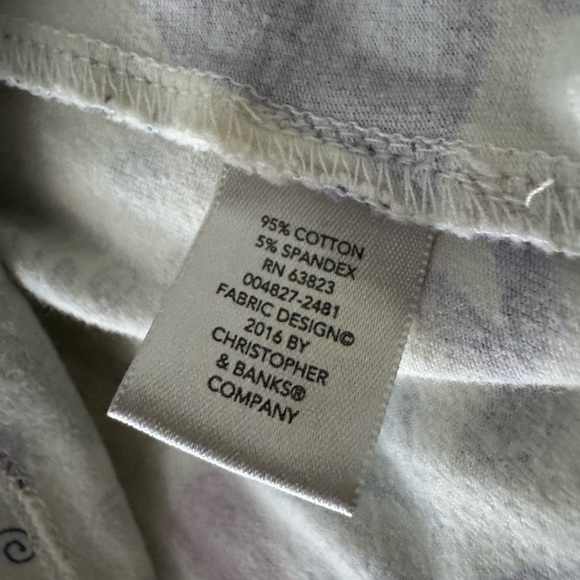 95% COTTON
5% SPANDEX
RN 63823
004827-2481
FABRIC DESIGN©
2016 BY
CHRISTOPHER
& BANKS®
COMPANY